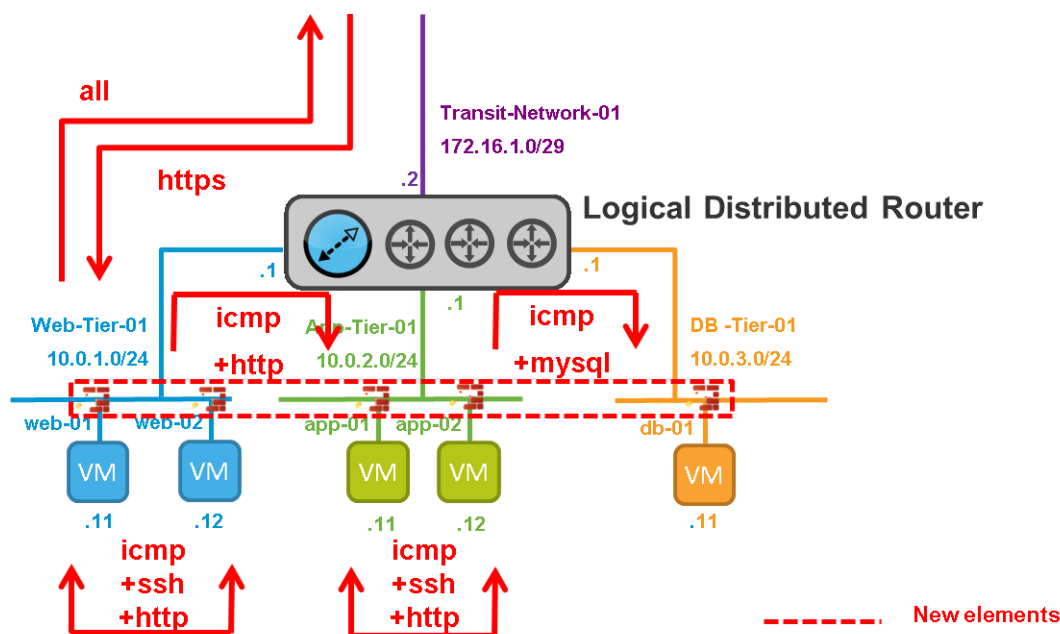 all
https
Transit-Network-01
172.16.1.0/29
.2
Logical Distributed Router
.1
.1
.1
Web-Tier-01
10.0.1.0/24
icmp
+http
App-Tier-01
10.0.2.0/24
icmp
+mysql
DB -Tier-01
10.0.3.0/24
web-01
web-02
app-01
app-02
db-01
VM
VM
VM
VM
VM
.11
.12
.11
.12
.11
icmp
+ssh
+http
icmp
+ssh
+http
New elements